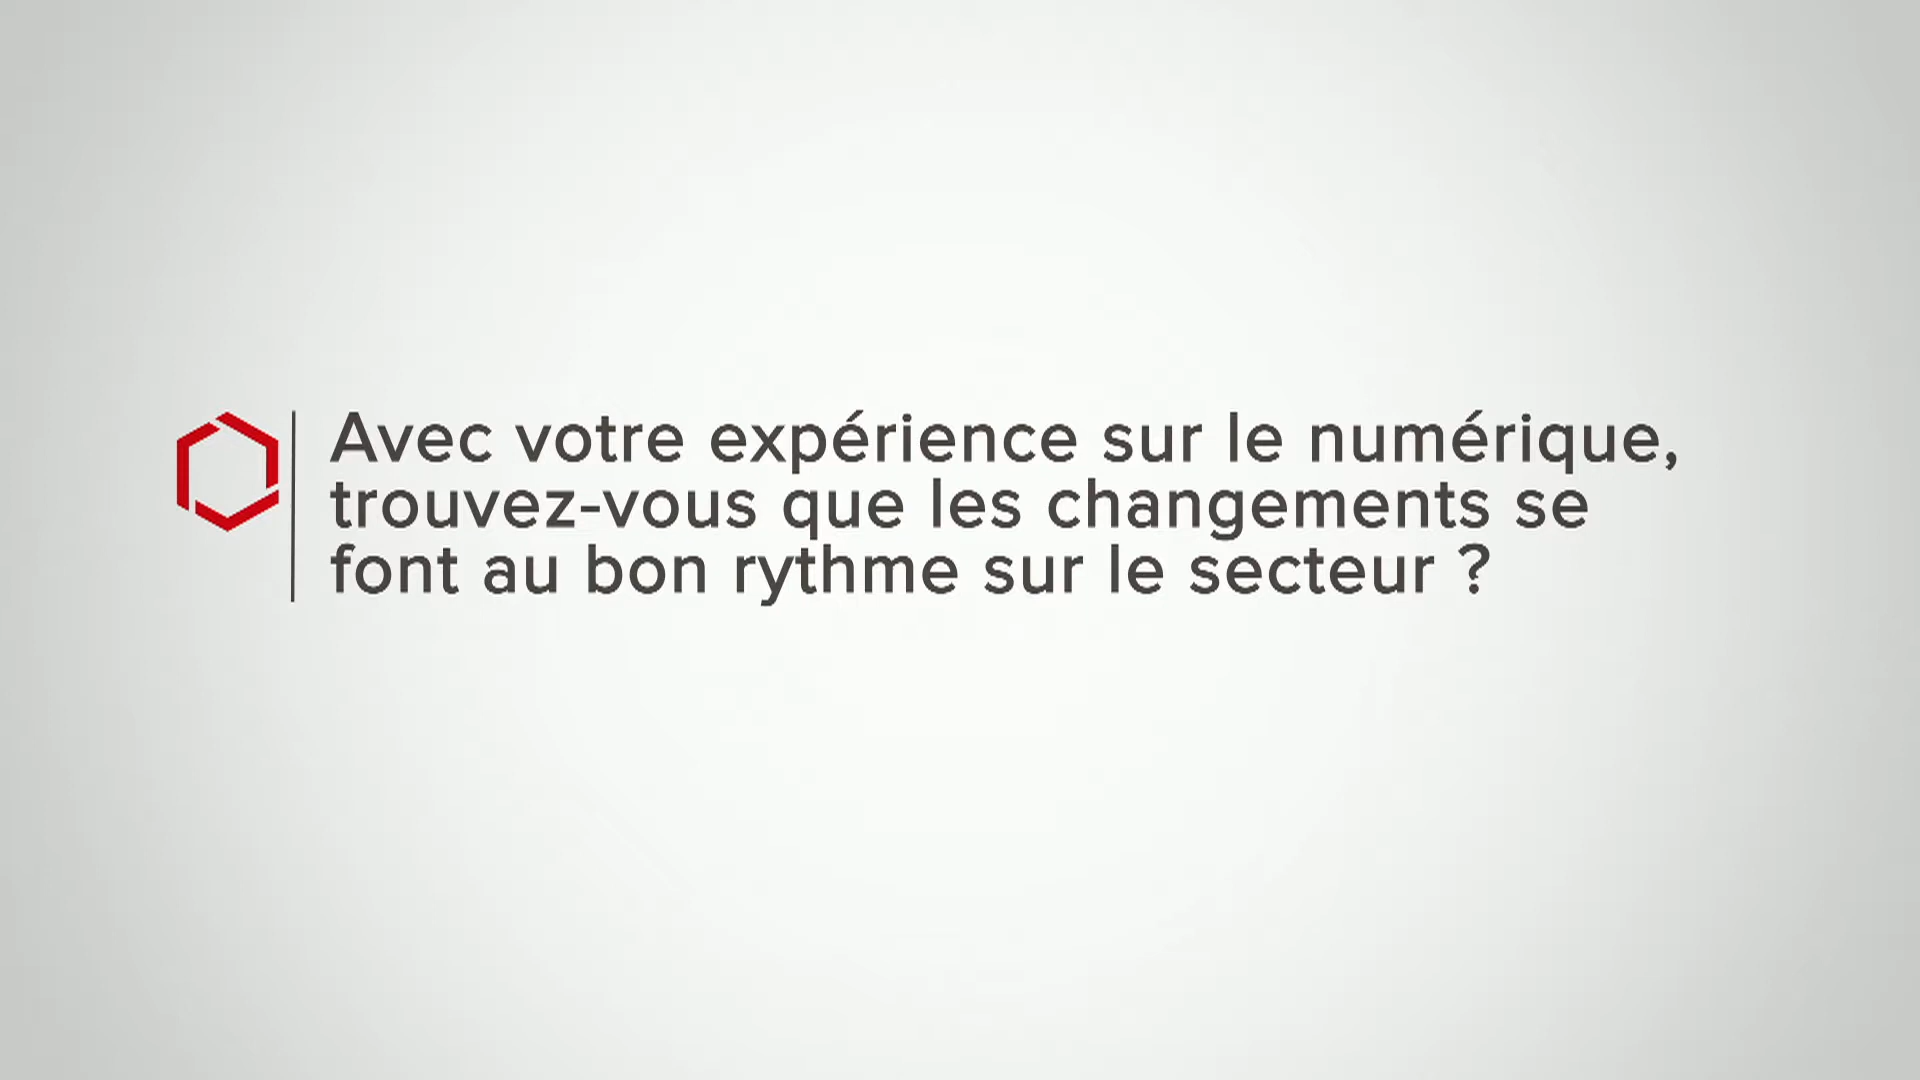 Avec votre expérience sur le numérique,
trouvez-vous que les changements se
font au bon rythme sur le secteur ?